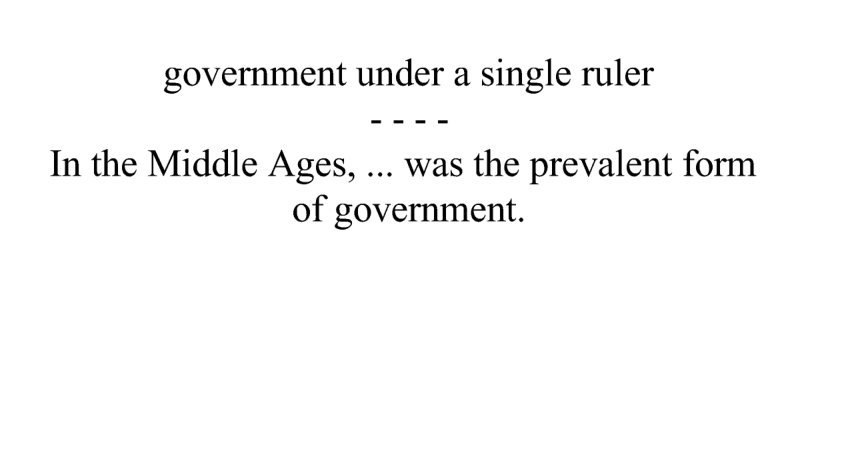 government under a single ruler
- - - -
In the Middle Ages, ... was the prevalent form
of government.